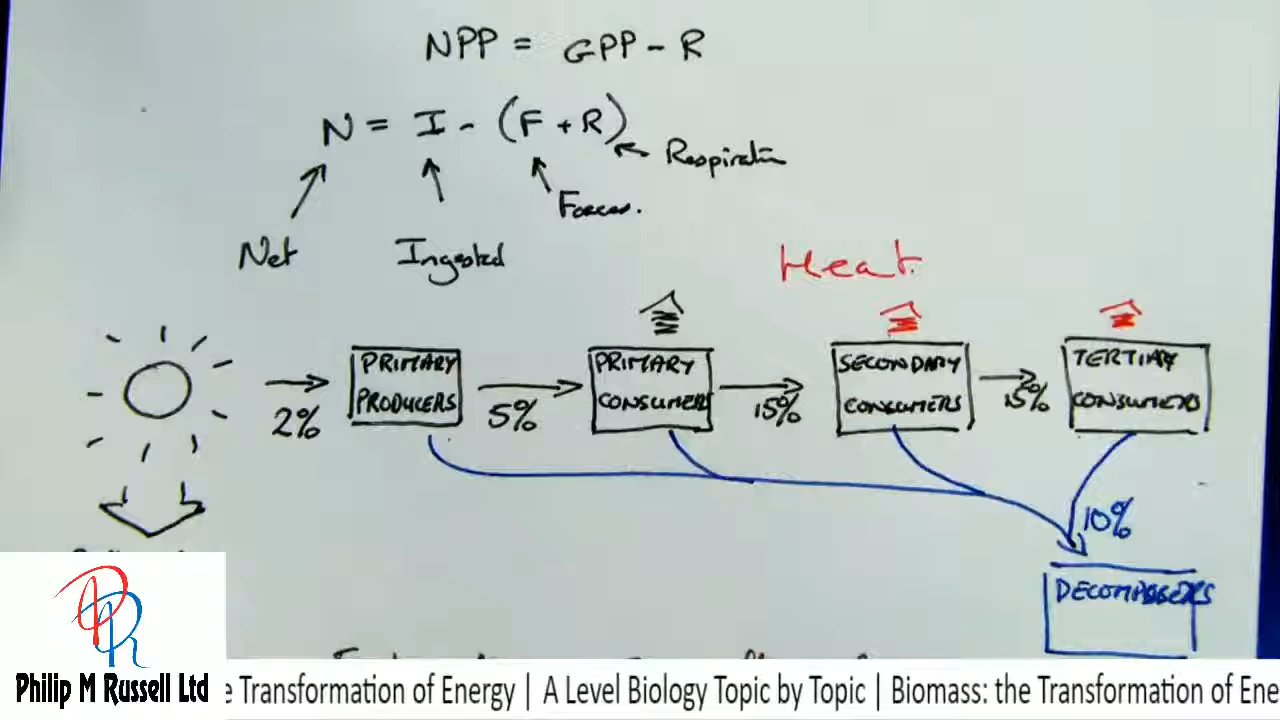 NPP = GPP - R
N = I - (F + R)
Respiration
Faeces.
Net
Ingested
Heat.
PRIMARY
PRODUCERS
PRIMARY
CONSUMERS
SECONDARY
CONSUMERS
TERTIARY
CONSUMERS
2%
5%
15%
15%
10%
DECOMPOSERS
PR
Philip M Russell Ltd
e Transformation of Energy | A Level Biology Topic by Topic | Biomass: the Transformation of Ene